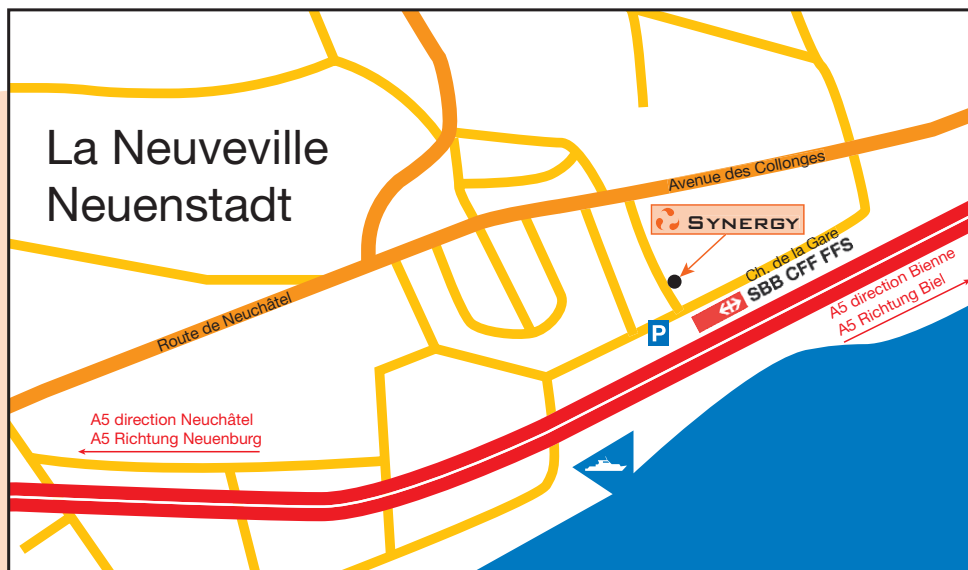 La Neuveville
Neuenstadt
Avenue des Collonges
SYNERGY
Ch. de la Gare
SBB CFF FFS
A5 direction Bienne
A5 Richtung Biel
Route de Neuchâtel
P
A5 direction Neuchâtel
A5 Richtung Neuenburg